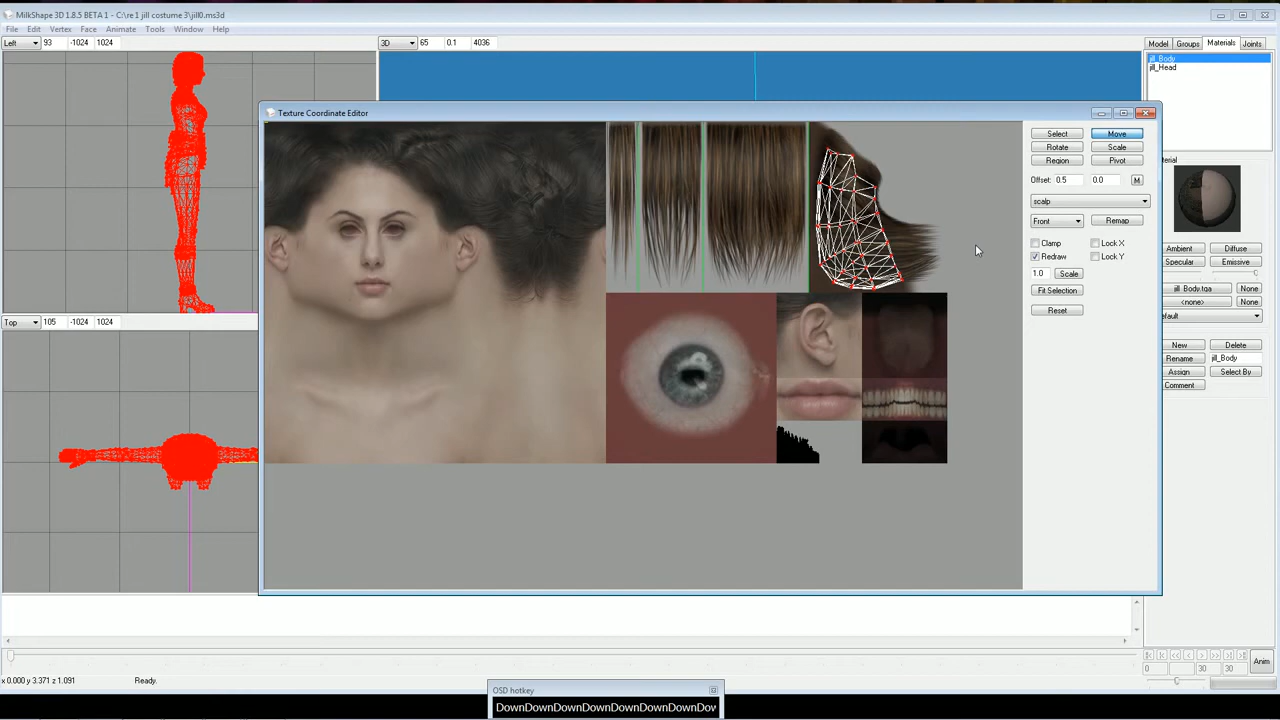 MilkShape 3D 1.8.5 BETA 1 - C:\re 1 jill costume 3\jill0.ms3d
File Edit Vertex Face Animate Tools Window Help
Left 93 -1024 1024
3D 65 0.1 4036
Model Groups Materials Joints
jill_Body
jill_Head
Texture Coordinate Editor
Select Move
Rotate Scale
Region Pivot
Offset: 0.5 0.0 M
scalp
Front Remap
Clamp Lock X
Redraw Lock Y
1.0 Scale
Fit Selection
Reset
Ambient Diffuse
Specular Emissive
jill_Body.tga None
<none> None
New Delete
Rename jill_Body
Assign Select By
Comment
Top 105 -1024 1024
Anim
0 30 30
x 0.000 y 3.371 z 1.091 Ready.
OSD hotkey
DownDownDownDownDownDownDownDow